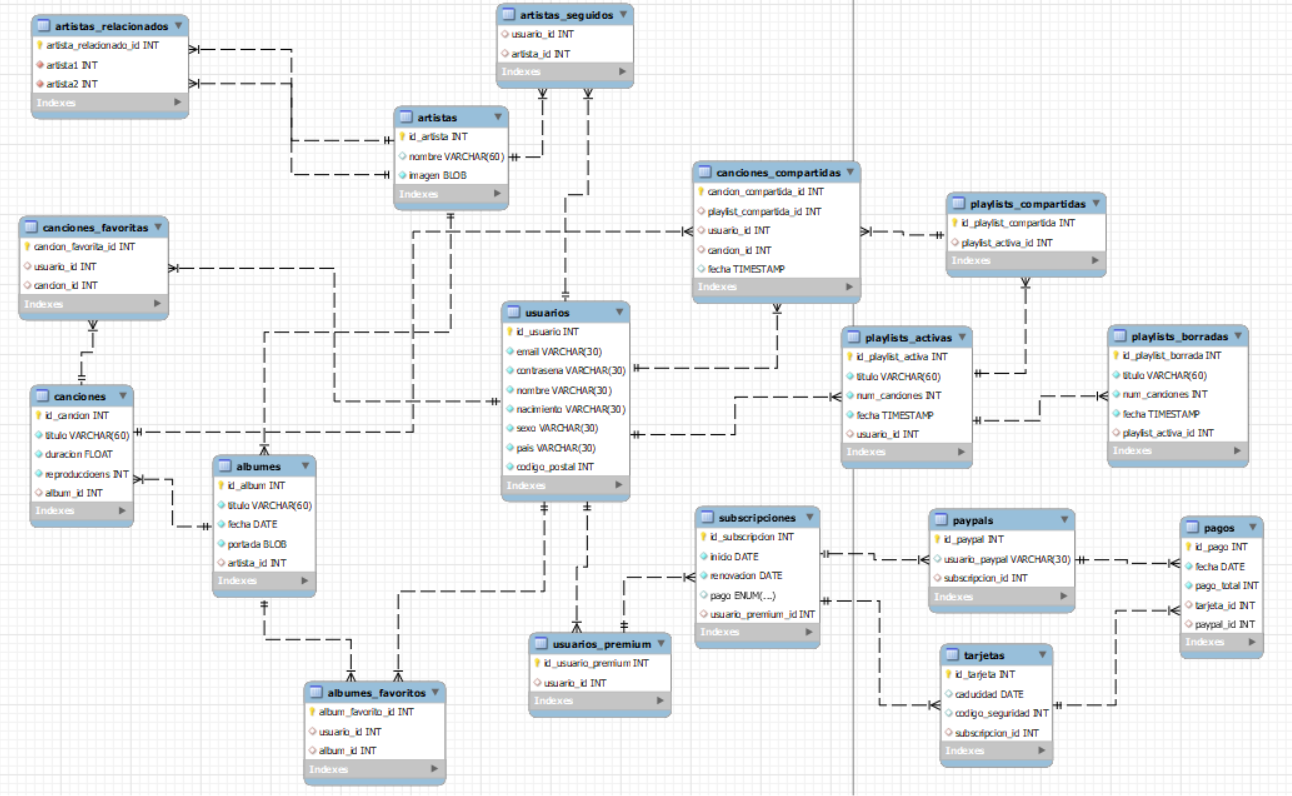 artistas_relacionados
artista_relacionado_id INT
artista1 INT
artista2 INT
Indexes
artistas_seguidos
usuario_id INT
artista_id INT
Indexes
artistas
id_artista INT
nombre VARCHAR(60)
imagen BLOB
Indexes
canciones_compartidas
cancion_compartida_id INT
playlist_compartida_id INT
usuario_id INT
cancion_id INT
fecha TIMESTAMP
Indexes
playlists_compartidas
id_playlist_compartida INT
playlist_activa_id INT
Indexes
canciones_favoritas
cancion_favorita_id INT
usuario_id INT
cancion_id INT
Indexes
usuarios
id_usuario INT
email VARCHAR(30)
contrasena VARCHAR(30)
nombre VARCHAR(30)
nacimiento VARCHAR(30)
sexo VARCHAR(30)
pais VARCHAR(30)
codigo_postal INT
Indexes
playlists_activas
id_playlist_activa INT
titulo VARCHAR(60)
num_canciones INT
fecha TIMESTAMP
usuario_id INT
Indexes
playlists_borradas
id_playlist_borrada INT
titulo VARCHAR(60)
num_canciones INT
fecha TIMESTAMP
playlist_activa_id INT
Indexes
canciones
id_cancion INT
titulo VARCHAR(60)
duracion FLOAT
reproduccioens INT
album_id INT
Indexes
albumes
id_album INT
titulo VARCHAR(60)
fecha DATE
portada BLOB
artista_id INT
Indexes
subscripciones
id_subscripcion INT
inicio DATE
renovacion DATE
pago ENUM(...)
usuario_premium_id INT
Indexes
paypals
id_paypal INT
usuario_paypal VARCHAR(30)
subscripcion_id INT
Indexes
pagos
id_pago INT
fecha DATE
pago_total INT
tarjeta_id INT
paypal_id INT
Indexes
usuarios_premium
id_usuario_premium INT
usuario_id INT
Indexes
tarjetas
id_tarjeta INT
caducidad DATE
codigo_seguridad INT
subscripcion_id INT
Indexes
albumes_favoritos
album_favorito_id INT
usuario_id INT
album_id INT
Indexes